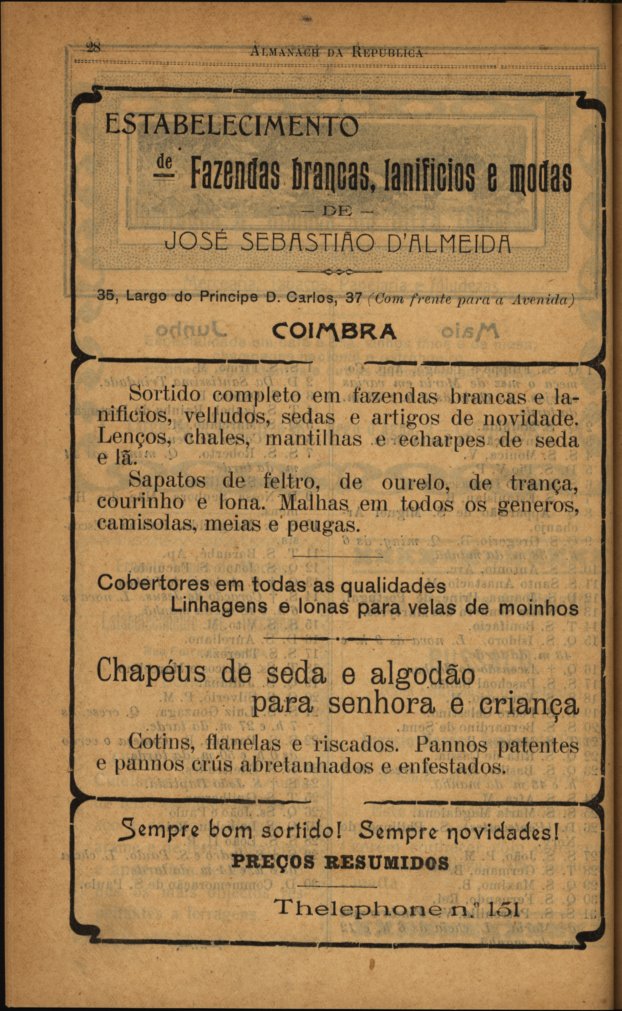 28
ALMANACH DA REPUBLICA
ESTABELECIMENTO
de Fazendas brancas, lanificios e modas
— DE —
JOSÉ SEBASTIÃO D'ALMEIDA
35, Largo do Principe D. Carlos, 37 (Com frente para a Avenida)
COIMBRA
Sortido completo em fazendas brancas e la-
nificios, velludos, sedas e artigos de novidade.
Lenços, chales, mantilhas e echarpes de seda
e lã.
Sapatos de feltro, de ourelo, de trança,
courinho e lona. Malhas em todos os generos,
camisolas, meias e peugas.
Cobertores em todas as qualidades
Linhagens e lonas para velas de moinhos
Chapeus de seda e algodão
para senhora e criança
Cotins, flanelas e riscados. Pannos patentes
e pannos crús abretanhados e enfestados.
Sempre bom sortido! Sempre novidades!
PREÇOS RESUMIDOS
Thelephone n.º 151